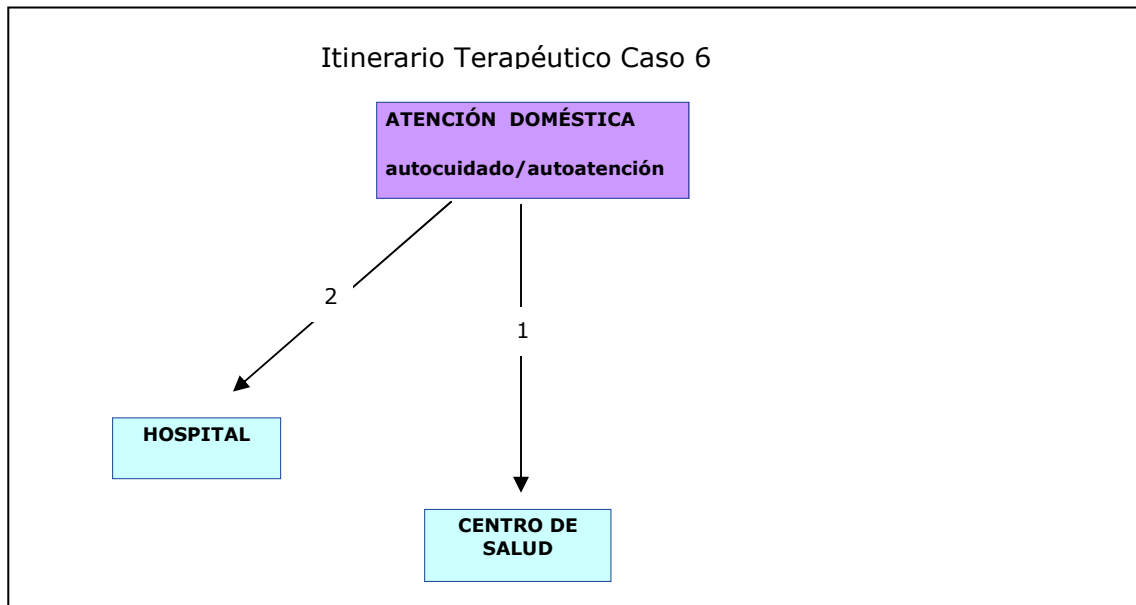 Itinerario Terapéutico Caso 6
ATENCIÓN DOMÉSTICA
autocuidado/autoatención
2
1
HOSPITAL
CENTRO DE
SALUD